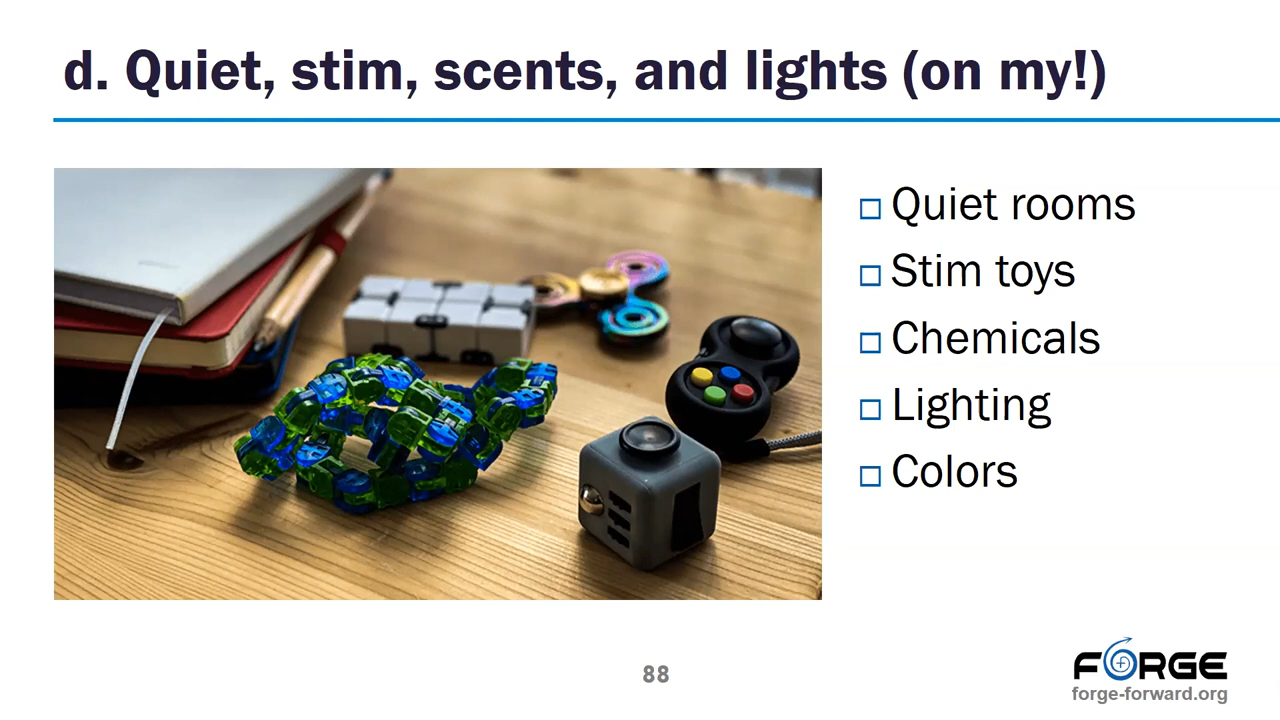 d. Quiet, stim, scents, and lights (on my!)
Quiet rooms
Stim toys
Chemicals
Lighting
Colors
88
FORGE
forge-forward.org